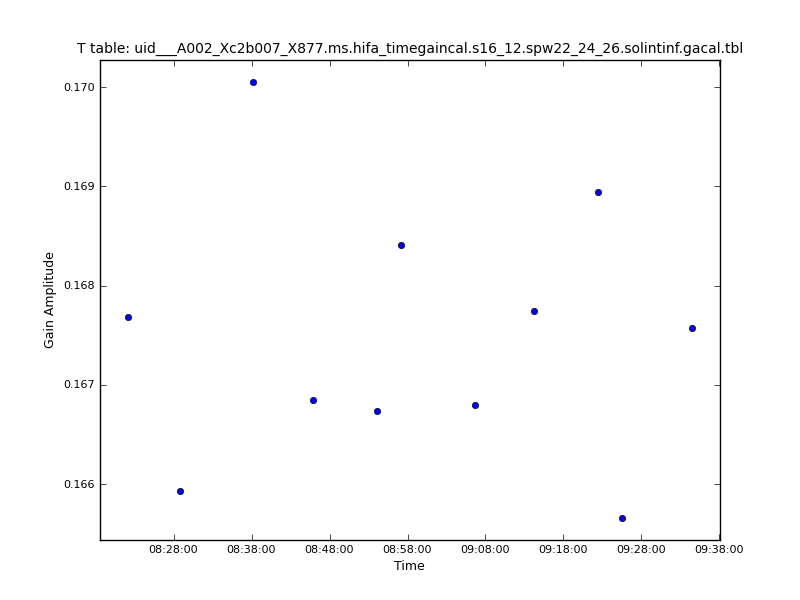 T table: uid___A002_Xc2b007_X877.ms.hifa_timegaincal.s16_12.spw22_24_26.solintinf.gacal.tbl
0.170
0.169
0.168
0.167
0.166
Gain Amplitude
08:28:00 08:38:00 08:48:00 08:58:00 09:08:00 09:18:00 09:28:00 09:38:00
Time